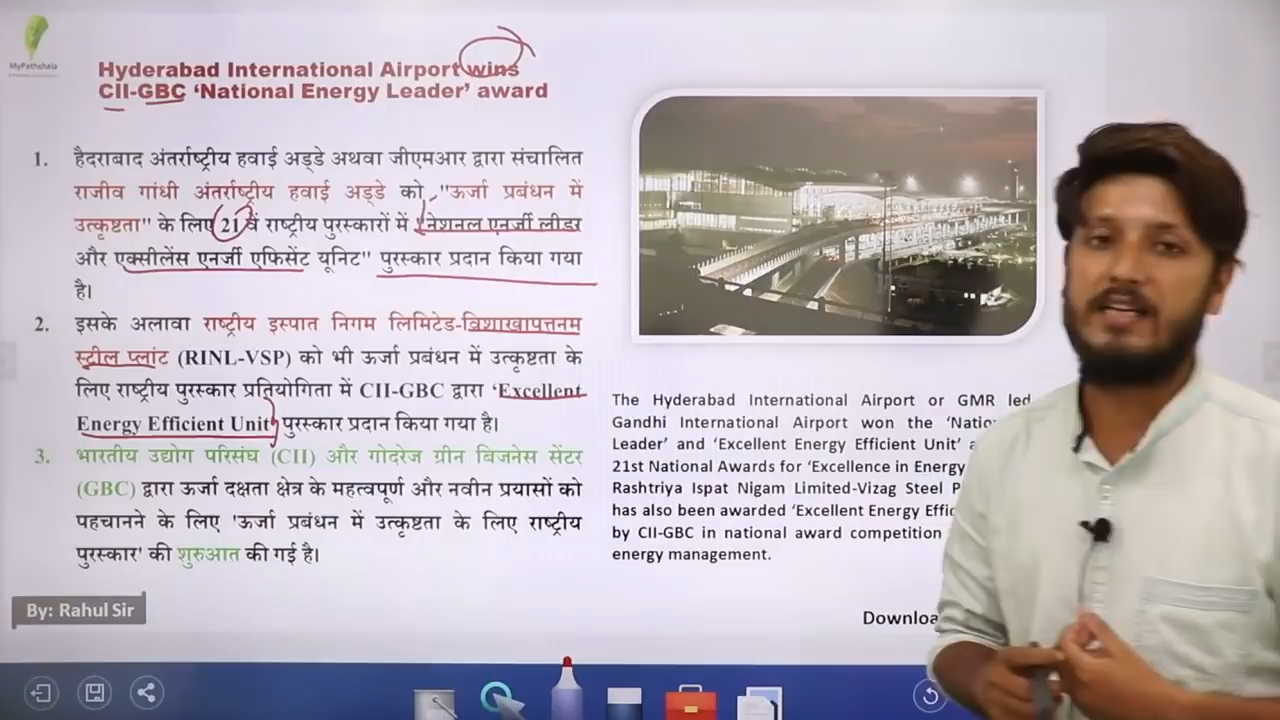 MyPathshala
Hyderabad International Airport wins
CII-GBC ‘National Energy Leader’ award
1. हैदराबाद अंतर्राष्ट्रीय हवाई अड्डे अथवा जीएमआर द्वारा संचालित
राजीव गांधी अंतर्राष्ट्रीय हवाई अड्डे को, "ऊर्जा प्रबंधन में
उत्कृष्टता" के लिए 21 वें राष्ट्रीय पुरस्कारों में "नेशनल एनर्जी लीडर
और एक्सीलेंस एनर्जी एफिसेंट यूनिट" पुरस्कार प्रदान किया गया
है।
2. इसके अलावा राष्ट्रीय इस्पात निगम लिमिटेड-विशाखापत्तनम
स्टील प्लांट (RINL-VSP) को भी ऊर्जा प्रबंधन में उत्कृष्टता के
लिए राष्ट्रीय पुरस्कार प्रतियोगिता में CII-GBC द्वारा ‘Excellent
Energy Efficient Unit’ पुरस्कार प्रदान किया गया है।
3. भारतीय उद्योग परिसंघ (CII) और गोदरेज ग्रीन बिजनेस सेंटर
(GBC) द्वारा ऊर्जा दक्षता क्षेत्र के महत्वपूर्ण और नवीन प्रयासों को
पहचानने के लिए 'ऊर्जा प्रबंधन में उत्कृष्टता के लिए राष्ट्रीय
पुरस्कार' की शुरुआत की गई है।
The Hyderabad International Airport or GMR led
Gandhi International Airport won the
Leader’ and ‘Excellent Energy Efficient Unit’
21st National Awards for ‘Excellence in Energy
Rashtriya Ispat Nigam Limited-Vizag Steel
has also been awarded ‘Excellent Energy
by CII-GBC in national award competition
energy management.
By: Rahul Sir